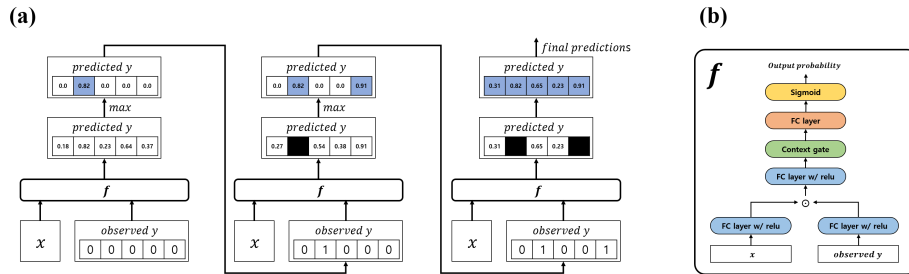 (a)
final predictions
predicted y
0.0 0.82 0.0 0.0 0.0
max
predicted y
0.18 0.82 0.23 0.64 0.37
f
x
observed y
0 0 0 0 0
predicted y
0.0 0.82 0.0 0.0 0.91
max
predicted y
0.27 0.54 0.38 0.91
f
x
observed y
0 1 0 0 0
predicted y
0.31 0.82 0.65 0.23 0.91
predicted y
0.31 0.65 0.23
f
x
observed y
0 1 0 0 1
(b)
f
Output probability
Sigmoid
FC layer
Context gate
FC layer w/ relu
⊙
FC layer w/ relu
FC layer w/ relu
x
observed y